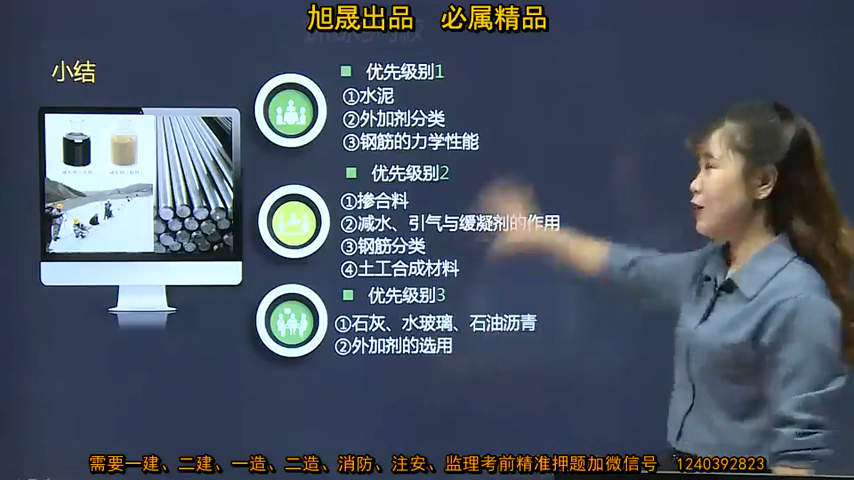 旭晟出品 必属精品
小结
优先级别1
①水泥
②外加剂分类
③钢筋的力学性能
优先级别2
①掺合料
②减水、引气与缓凝剂的作用
③钢筋分类
④土工合成材料
优先级别3
①石灰、水玻璃、石油沥青
②外加剂的选用
需要一建、二建、一造、二造、消防、注安、监理考前精准押题加微信号 1240392823